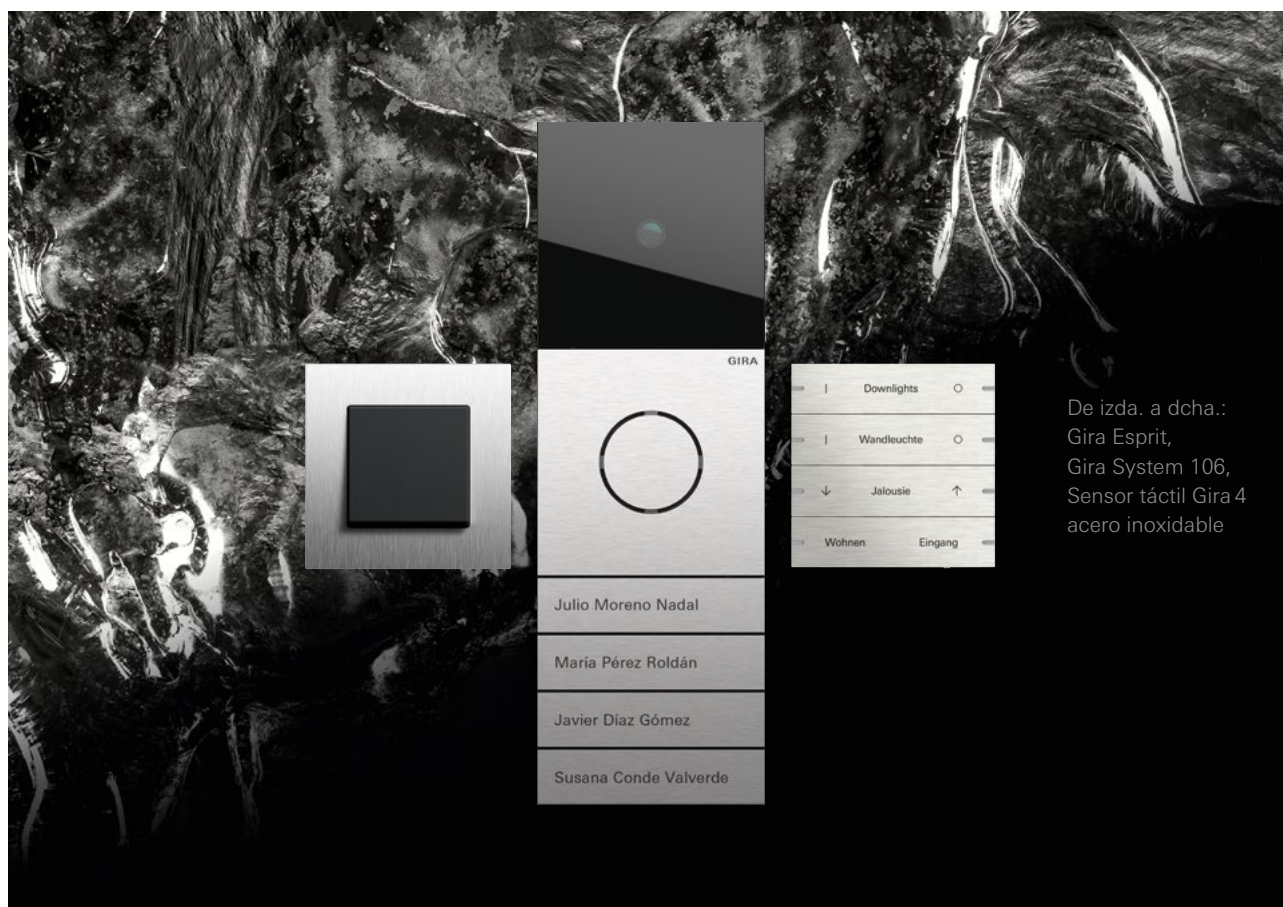 GIRA
Julio Moreno Nadal
María Pérez Roldán
Javier Díaz Gómez
Susana Conde Valverde
| Downlights ○
| Wandleuchte ○
↓ Jalousie ↑
Wohnen Eingang
De izda. a dcha.:
Gira Esprit,
Gira System 106,
Sensor táctil Gira 4
acero inoxidable